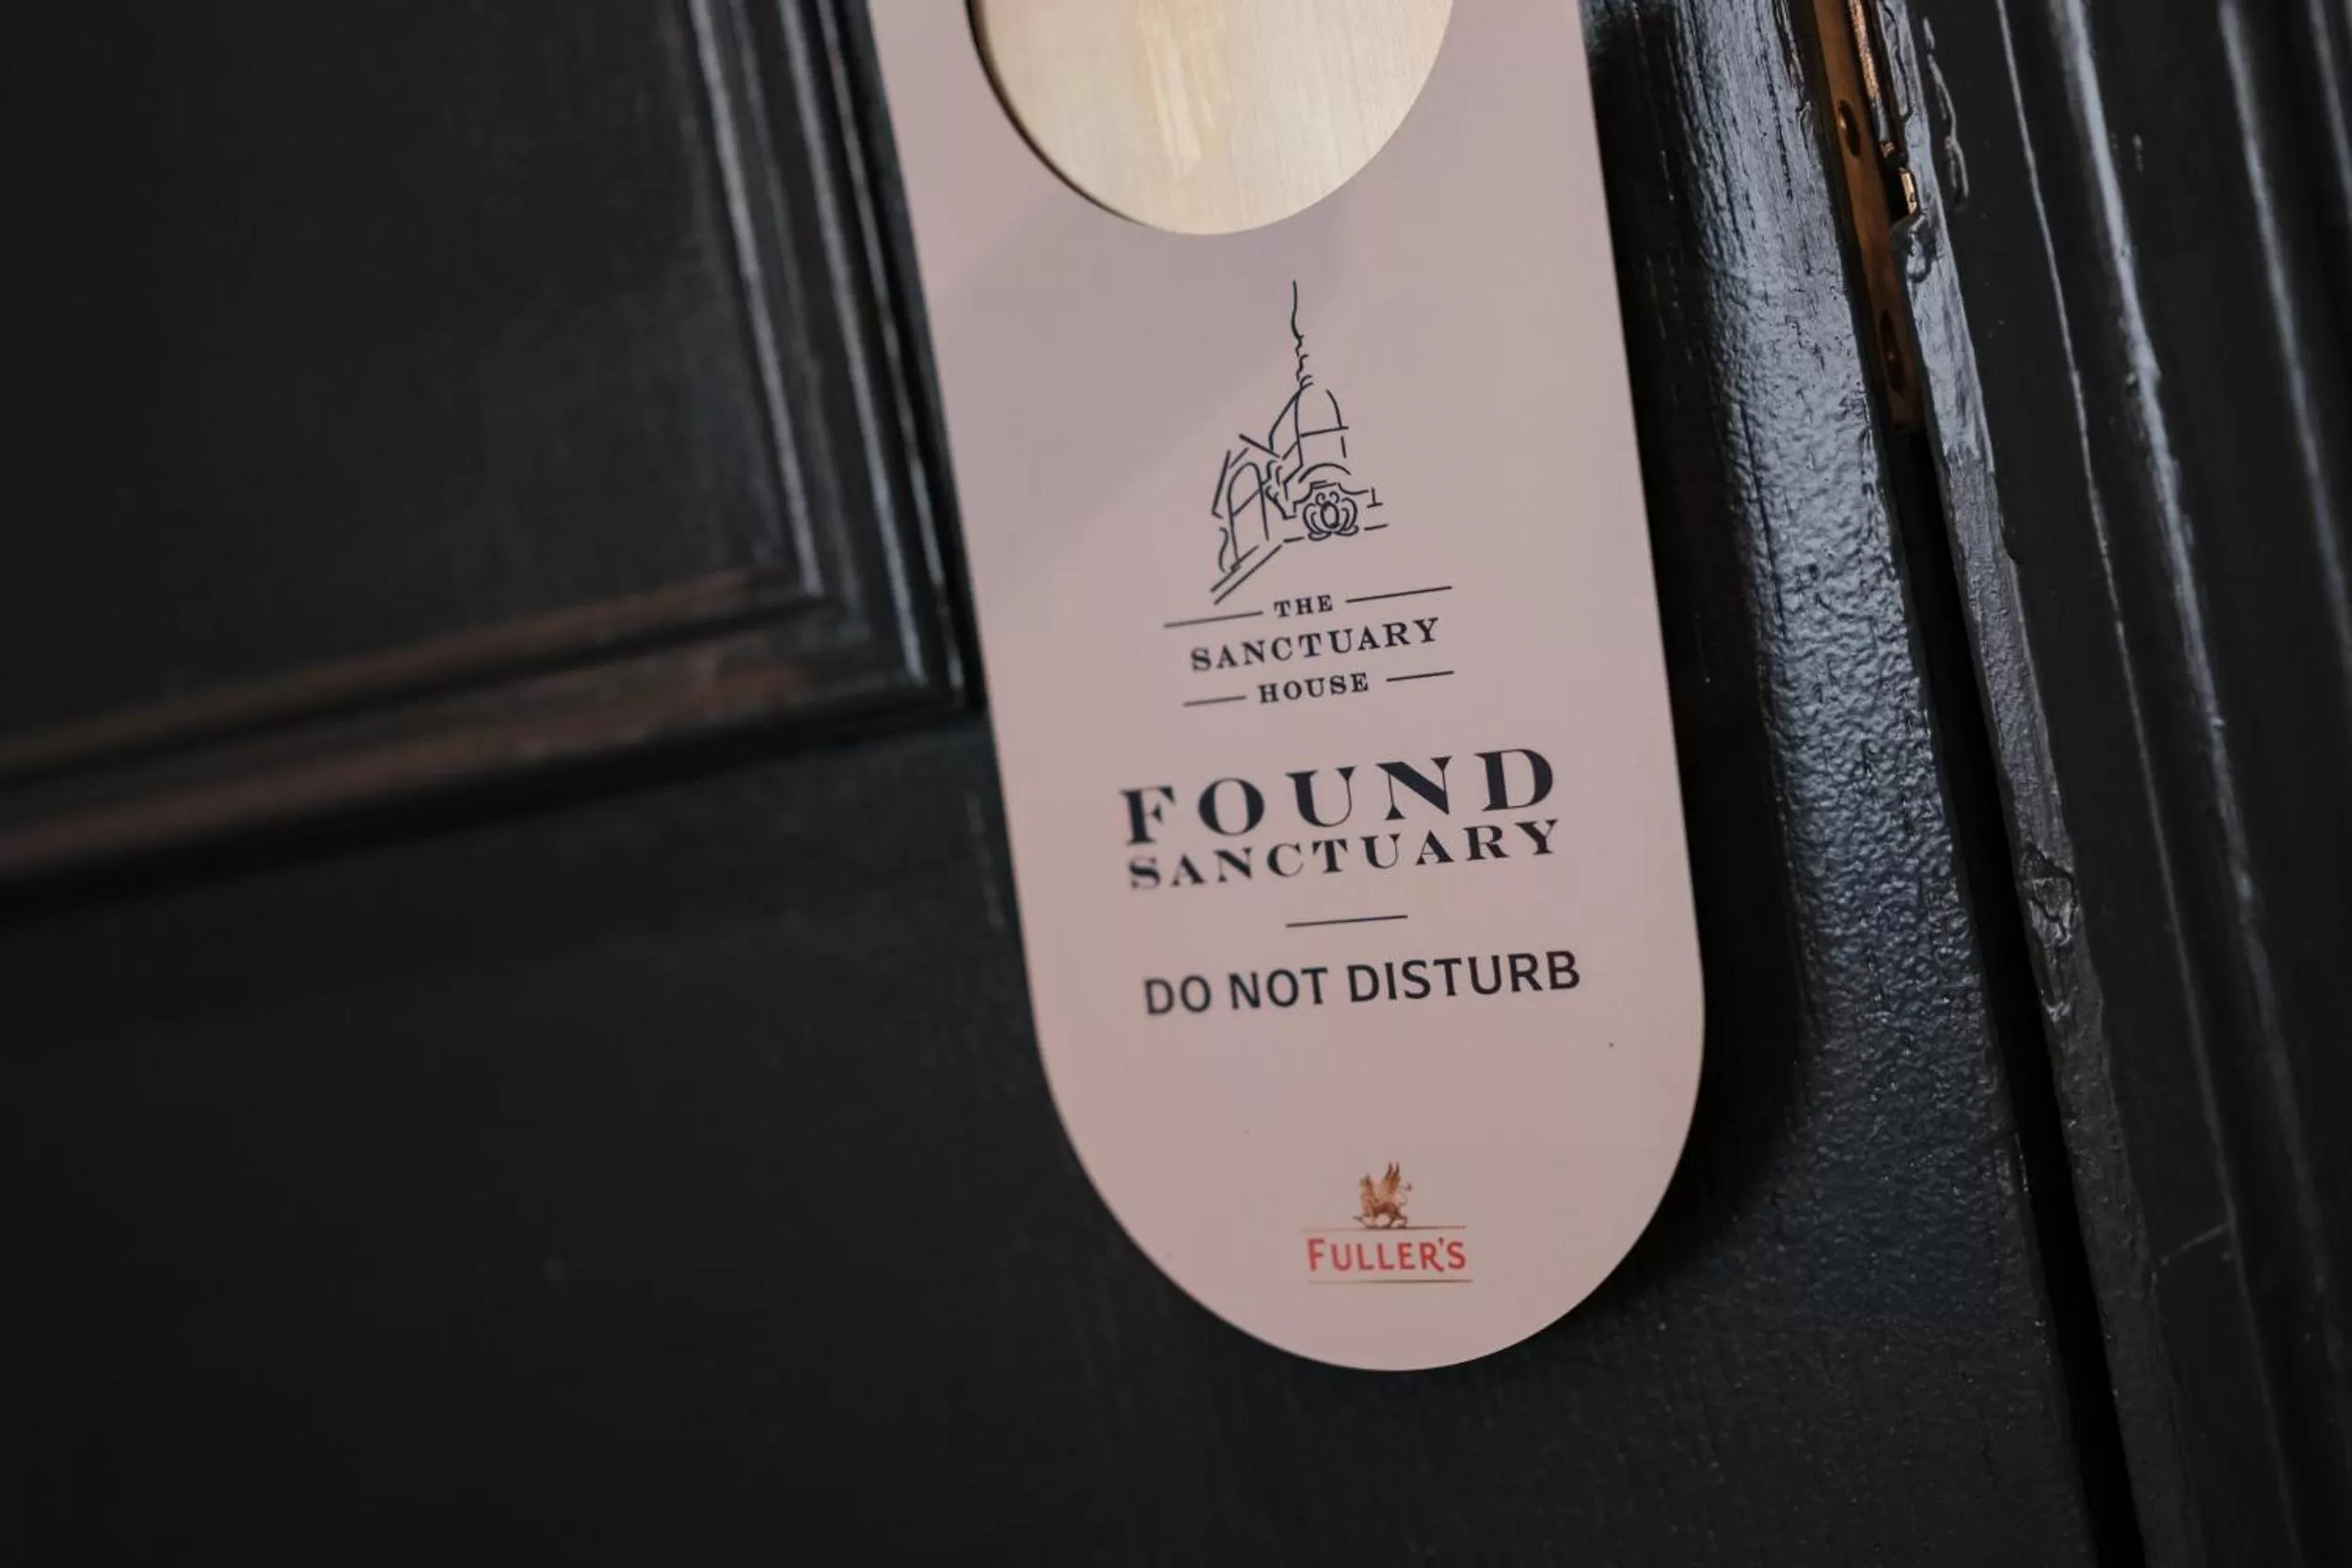 THE
SANCTUARY
HOUSE
FOUND
SANCTUARY
DO NOT DISTURB
FULLER'S